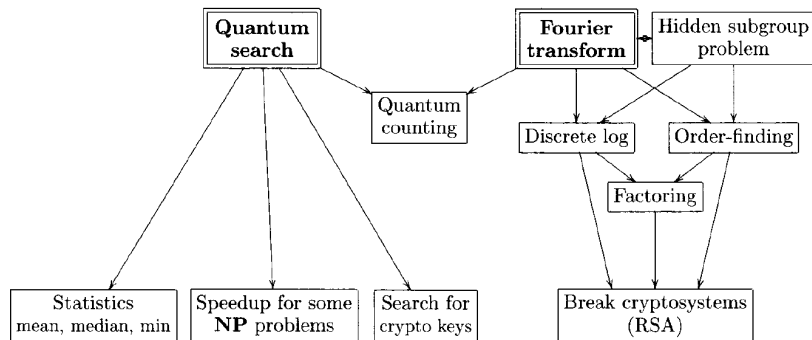 Quantum
search
Fourier
transform
Hidden subgroup
problem
Quantum
counting
Discrete log
Order-finding
Factoring
Statistics
mean, median, min
Speedup for some
NP problems
Search for
crypto keys
Break cryptosystems
(RSA)